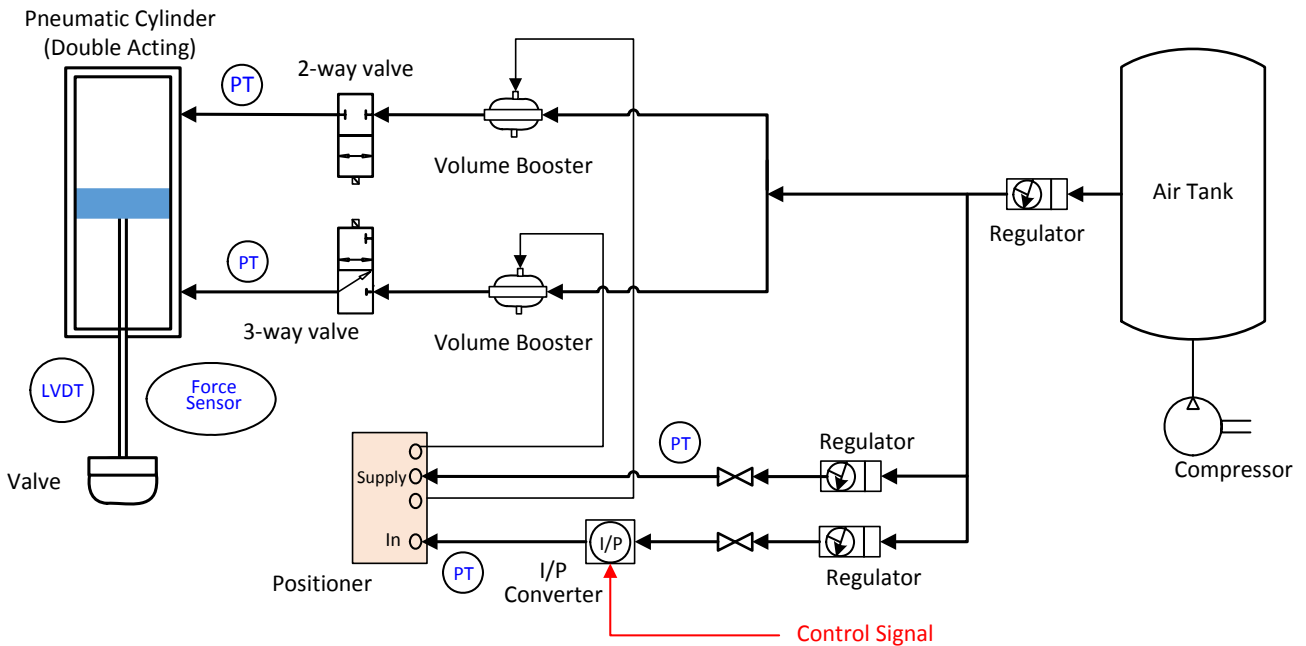 Pneumatic Cylinder
(Double Acting)
PT
2-way valve
Volume Booster
Air Tank
Regulator
PT
3-way valve
Volume Booster
LVDT
Force
Sensor
Valve
Compressor
Supply
In
Positioner
PT
Regulator
PT
I/P
I/P
Converter
Regulator
Control Signal